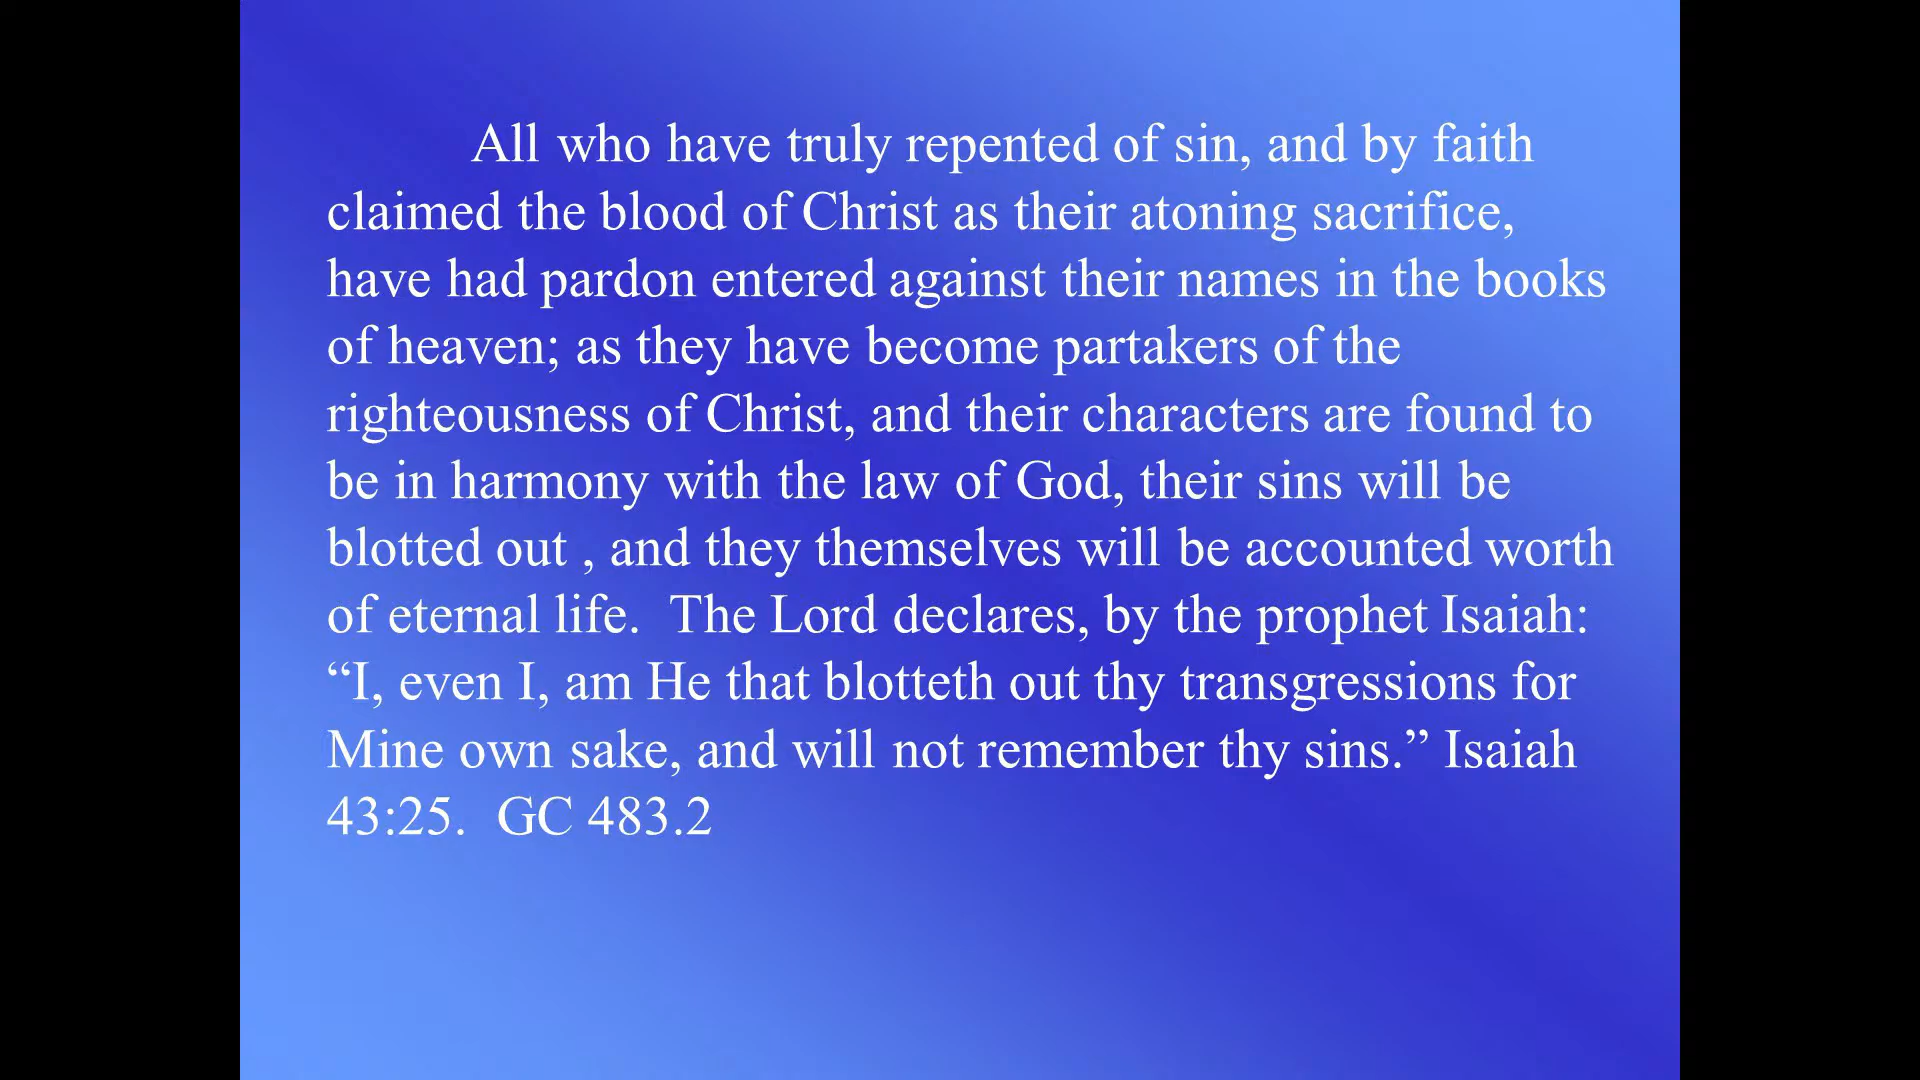 All who have truly repented of sin, and by faith
claimed the blood of Christ as their atoning sacrifice,
have had pardon entered against their names in the books
of heaven; as they have become partakers of the
righteousness of Christ, and their characters are found to
be in harmony with the law of God, their sins will be
blotted out , and they themselves will be accounted worth
of eternal life.  The Lord declares, by the prophet Isaiah:
“I, even I, am He that blotteth out thy transgressions for
Mine own sake, and will not remember thy sins.” Isaiah
43:25.  GC 483.2